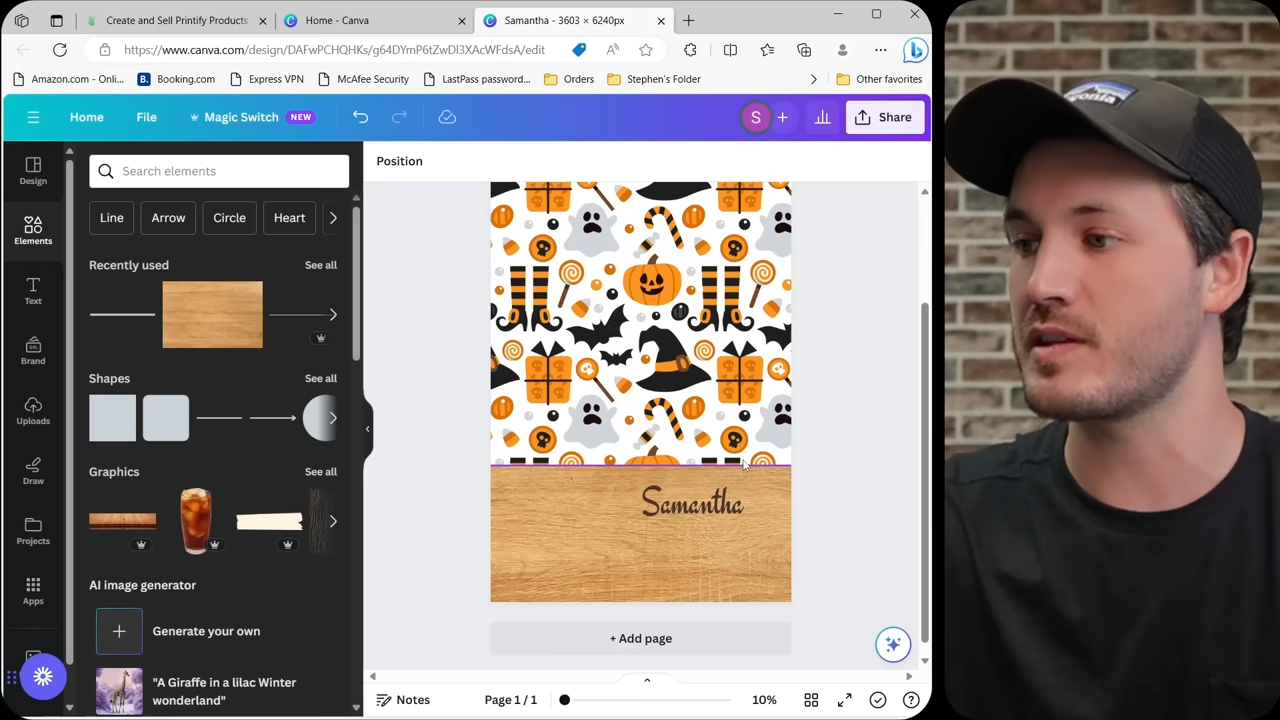 Create and Sell Printify Products
Home - Canva
Samantha - 3603 × 6240px
https://www.canva.com/design/DAFwPCHQHKs/g64DYmP6tZwDl3XAcWFdsA/edit
Amazon.com - Onli...
Booking.com
Express VPN
McAfee Security
LastPass password...
Orders
Stephen's Folder
Other favorites
Home
File
Magic Switch NEW
S
Share
Design
Elements
Text
Brand
Uploads
Draw
Projects
Apps
Search elements
Line
Arrow
Circle
Heart
Recently used
See all
Shapes
See all
Graphics
See all
AI image generator
Generate your own
"A Giraffe in a lilac Winter
wonderland"
Position
Samantha
+ Add page
Notes
Page 1 / 1
10%